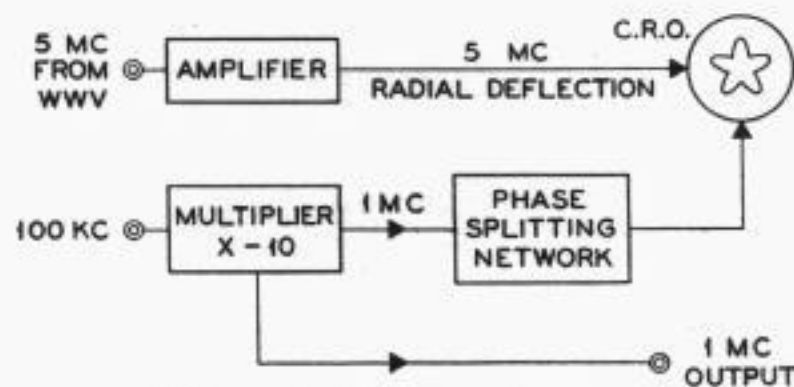 5 MC
FROM
WWV
AMPLIFIER
5 MC
RADIAL DEFLECTION
C.R.O.
100 KC
MULTIPLIER
X-10
1 MC
PHASE
SPLITTING
NETWORK
1 MC
OUTPUT